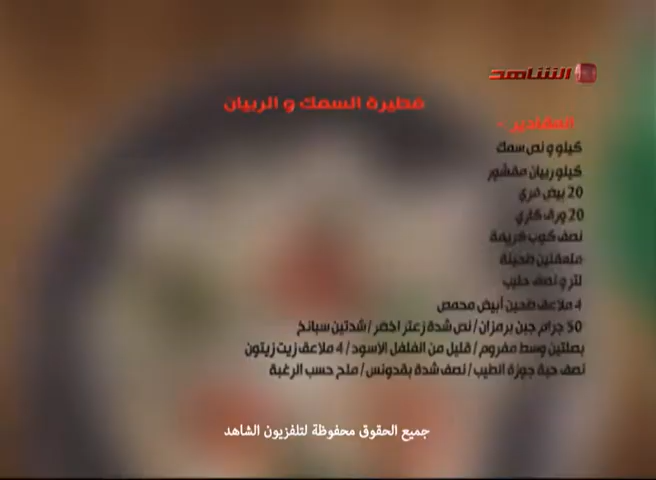 الشاهد
فطيرة السمك و الربيان
المقادير :-
كيلو و نص سمك
كيلو ربيان مقشور
20 بيض فري
20 ورق كاري
نصف كوب كريمة
ملعقتين طحينة
لتر و نصف حليب
4 ملاعق طحين أبيض محمص
50 جرام جبن برمزان / نص شدة زعتر اخضر / شدتين سبانخ
بصلتين وسط مفروم / قليل من الفلفل الاسود / 4 ملاعق زيت زيتون
نصف حبة جوزة الطيب / نصف شدة بقدونس / ملح حسب الرغبة
جميع الحقوق محفوظة لتلفزيون الشاهد